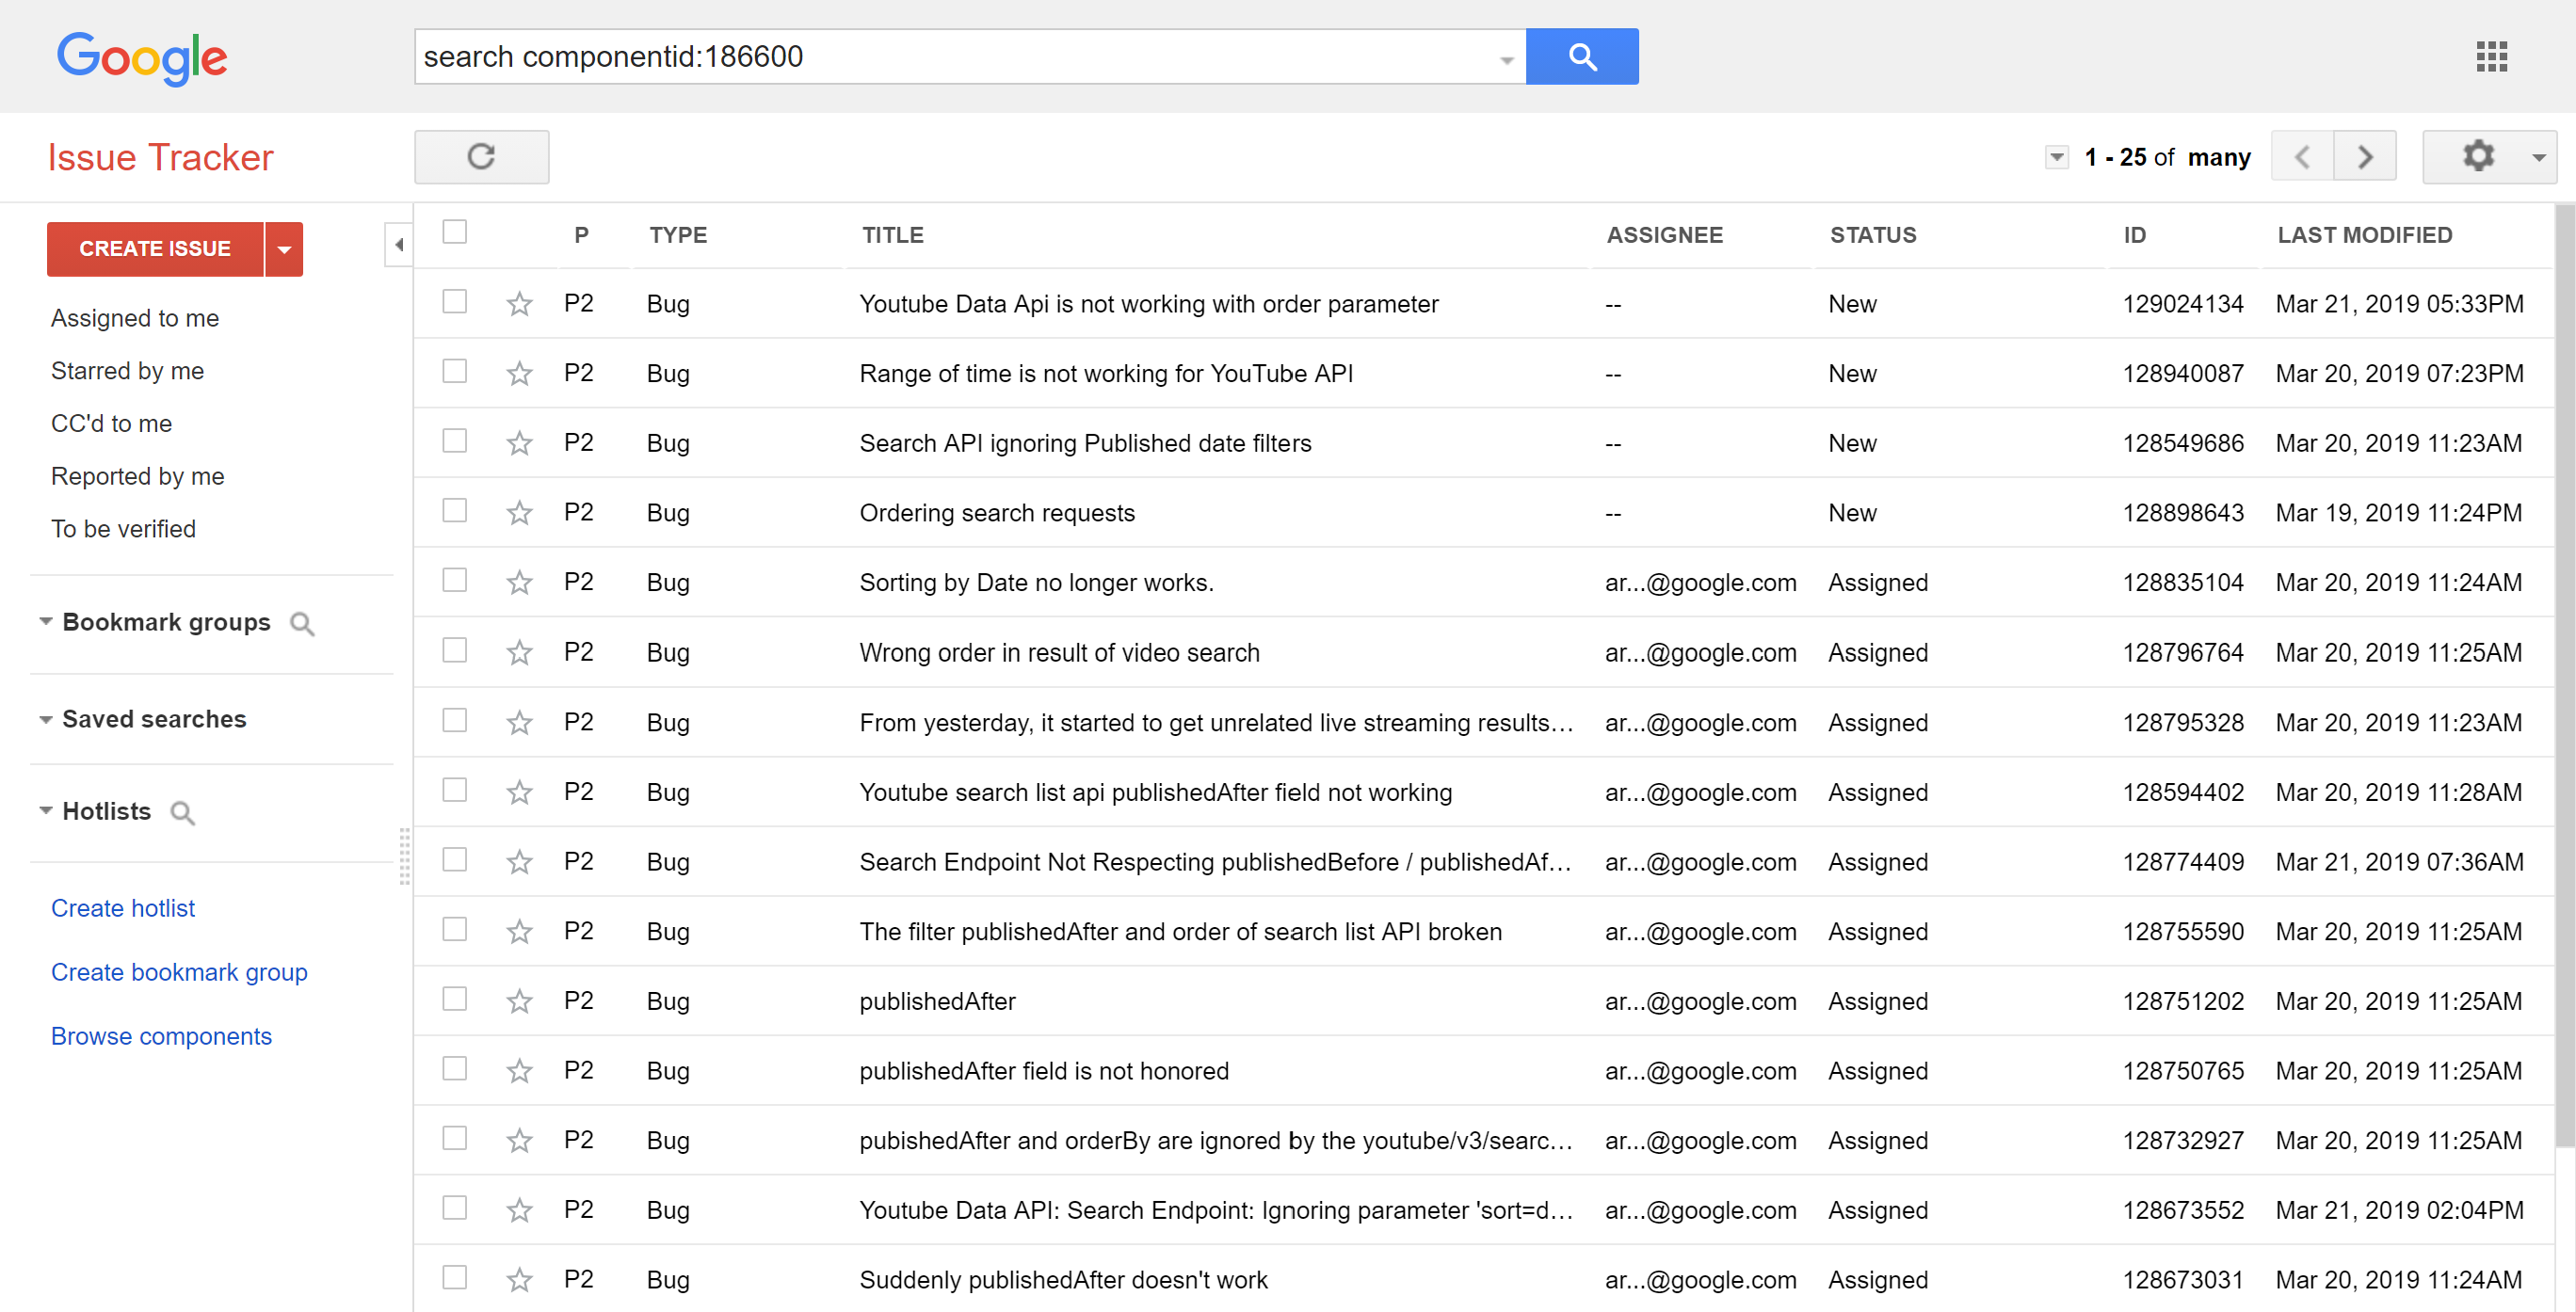 Google
search componentid:186600
Issue Tracker
1 - 25 of many
CREATE ISSUE
Assigned to me
Starred by me
CC'd to me
Reported by me
To be verified
Bookmark groups
Saved searches
Hotlists
Create hotlist
Create bookmark group
Browse components
P TYPE TITLE ASSIGNEE STATUS ID LAST MODIFIED
P2 Bug Youtube Data Api is not working with order parameter -- New 129024134 Mar 21, 2019 05:33PM
P2 Bug Range of time is not working for YouTube API -- New 128940087 Mar 20, 2019 07:23PM
P2 Bug Search API ignoring Published date filters -- New 128549686 Mar 20, 2019 11:23AM
P2 Bug Ordering search requests -- New 128898643 Mar 19, 2019 11:24PM
P2 Bug Sorting by Date no longer works. ar...@google.com Assigned 128835104 Mar 20, 2019 11:24AM
P2 Bug Wrong order in result of video search ar...@google.com Assigned 128796764 Mar 20, 2019 11:25AM
P2 Bug From yesterday, it started to get unrelated live streaming results... ar...@google.com Assigned 128795328 Mar 20, 2019 11:23AM
P2 Bug Youtube search list api publishedAfter field not working ar...@google.com Assigned 128594402 Mar 20, 2019 11:28AM
P2 Bug Search Endpoint Not Respecting publishedBefore / publishedAf... ar...@google.com Assigned 128774409 Mar 21, 2019 07:36AM
P2 Bug The filter publishedAfter and order of search list API broken ar...@google.com Assigned 128755590 Mar 20, 2019 11:25AM
P2 Bug publishedAfter ar...@google.com Assigned 128751202 Mar 20, 2019 11:25AM
P2 Bug publishedAfter field is not honored ar...@google.com Assigned 128750765 Mar 20, 2019 11:25AM
P2 Bug pubishedAfter and orderBy are ignored by the youtube/v3/searc... ar...@google.com Assigned 128732927 Mar 20, 2019 11:25AM
P2 Bug Youtube Data API: Search Endpoint: Ignoring parameter 'sort=d... ar...@google.com Assigned 128673552 Mar 21, 2019 02:04PM
P2 Bug Suddenly publishedAfter doesn't work ar...@google.com Assigned 128673031 Mar 20, 2019 11:24AM